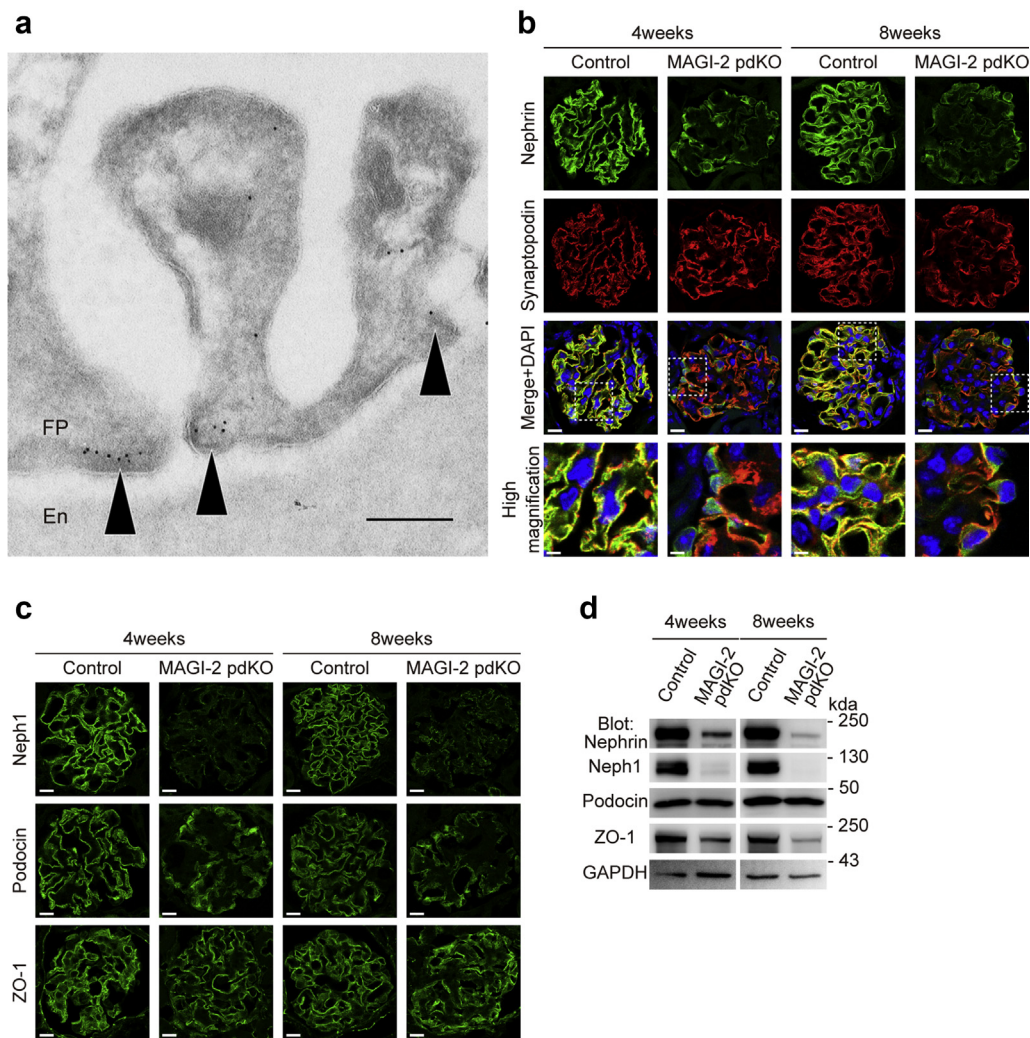 a
FP
En
b
4weeks 8weeks
Control MAGI-2 pdKO Control MAGI-2 pdKO
Nephrin
Synaptopodin
Merge+DAPI
High
magnification
c
4weeks 8weeks
Control MAGI-2 pdKO Control MAGI-2 pdKO
Neph1
Podocin
ZO-1
d
4weeks 8weeks
Control MAGI-2 pdKO Control MAGI-2 pdKO
kda
Blot:
Nephrin
- 250
Neph1
- 130
Podocin
- 50
ZO-1
- 250
GAPDH
- 43